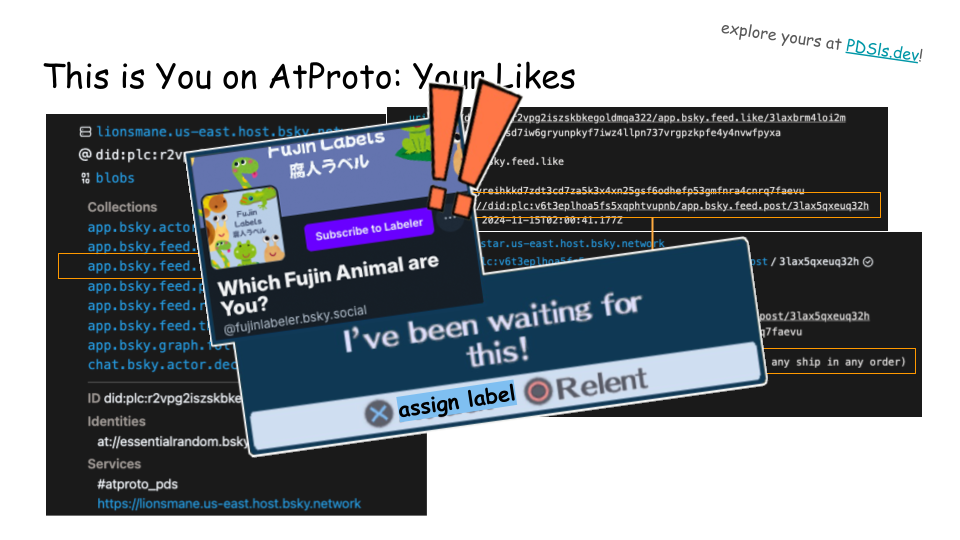 explore yours at PDSls.dev!
This is You on AtProto: Your Likes
lionsmane.us-east.host.bsky.net
@ did:plc:r2vp
blobs
Collections
app.bsky.acto
app.bsky.feed.
app.bsky.feed.
app.bsky.feed.p
app.bsky.feed.r
app.bsky.feed.t
app.bsky.graph.fol
chat.bsky.actor.dec
ID did:plc:r2vpg2iszskbke
Identities
at://essentialrandom.bsky
Services
#atproto_pds
https://lionsmane.us-east.host.bsky.network
r2vpg2iszskbkegoldmqa322/app.bsky.feed.like/3laxbrm4loi2m
sd7iw6gryunpkyf7iwz4llpn737vrgpzkpfe4y4nvwfpyxa
sky.feed.like
yreihkkd7zdt3cd7za5k3x4xn25gsf6odhefp53gmfnra4cnrq7faevu
//did:plc:v6t3eplhoa5fs5xqphtvupnb/app.bsky.feed.post/3lax5qxeuq32h
2024-11-15T02:00:41.177Z
star.us-east.host.bsky.network
ost / 3lax5qxeuq32h
post/3lax5qxeuq32h
q7faevu
any ship in any order)
Fujin Labels
腐人ラベル
Fujin
Labels
腐人ラベル
Subscribe to Labeler
Which Fujin Animal are
You?
@fujinlabeler.bsky.social
I've been waiting for
this!
assign label
Relent